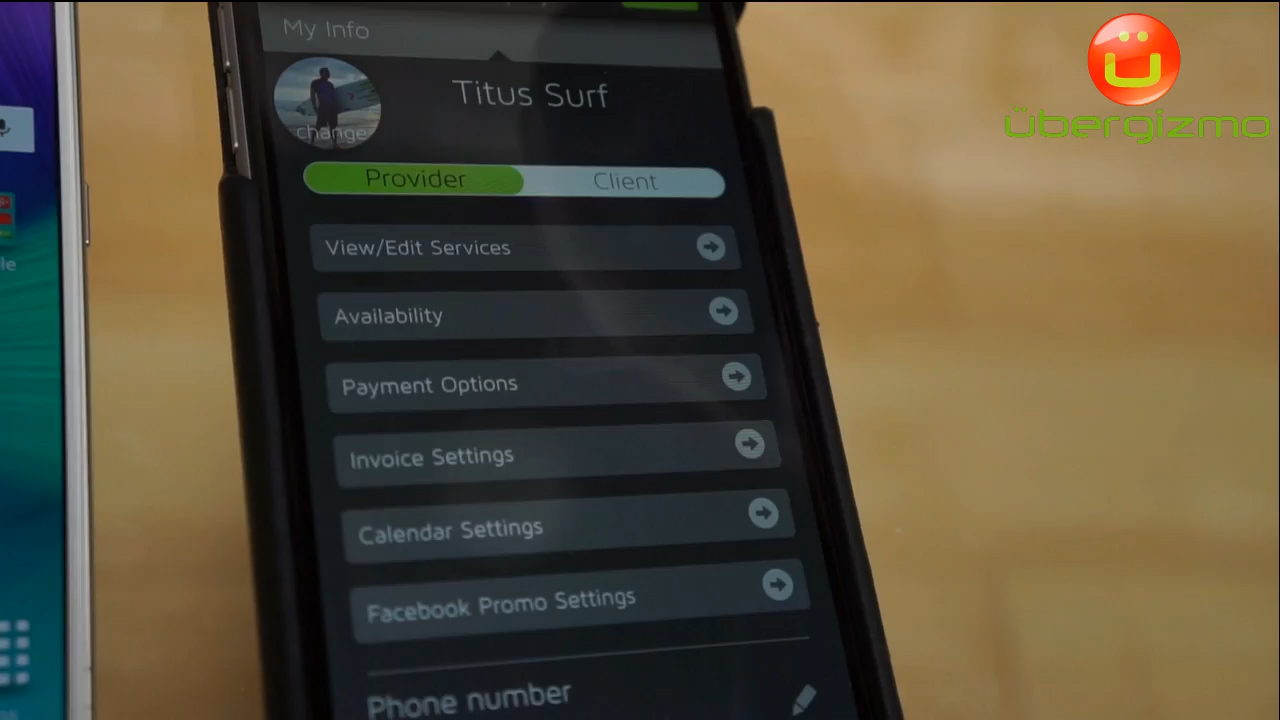 My Info
Titus Surf
change
Provider
Client
View/Edit Services
Availability
Payment Options
Invoice Settings
Calendar Settings
Facebook Promo Settings
Phone number
le
Ü
übergizmo